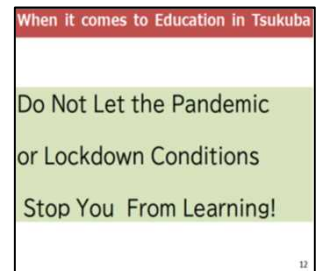 When it comes to Education in Tsukuba
Do Not Let the Pandemic
or Lockdown Conditions
Stop You From Learning!
12